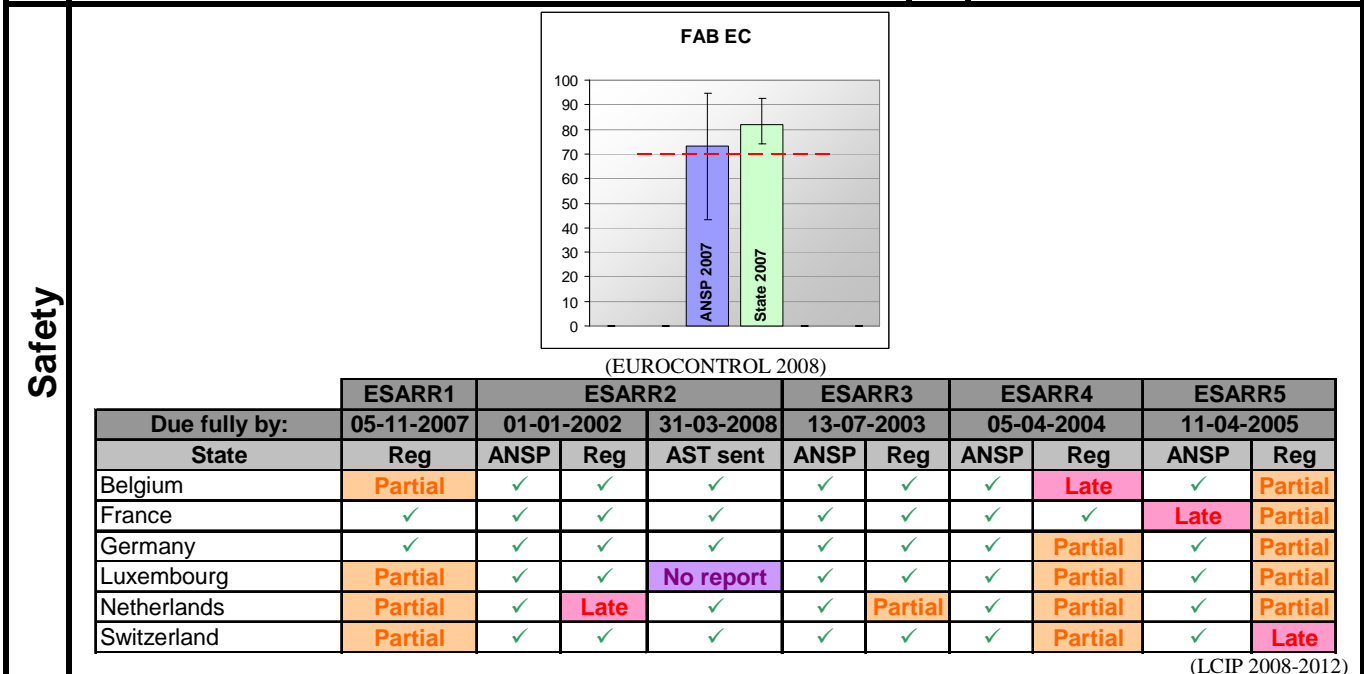 Safety
FAB EC
100
90
80
70
60
50
40
30
20
10
0
ANSP 2007
State 2007
(EUROCONTROL 2008)
ESARR1 ESARR2 ESARR3 ESARR4 ESARR5
Due fully by: 05-11-2007 01-01-2002 31-03-2008 13-07-2003 05-04-2004 11-04-2005
State Reg ANSP Reg AST sent ANSP Reg ANSP Reg ANSP Reg
Belgium Partial ✓ ✓ ✓ ✓ ✓ ✓ Late ✓ Partial
France ✓ ✓ ✓ ✓ ✓ ✓ ✓ ✓ Late Partial
Germany ✓ ✓ ✓ ✓ ✓ ✓ ✓ Partial ✓ Partial
Luxembourg Partial ✓ ✓ No report ✓ ✓ ✓ Partial ✓ Partial
Netherlands Partial ✓ Late ✓ ✓ Partial ✓ Partial ✓ Partial
Switzerland Partial ✓ ✓ ✓ ✓ ✓ ✓ Partial ✓ Late
(LCIP 2008-2012)